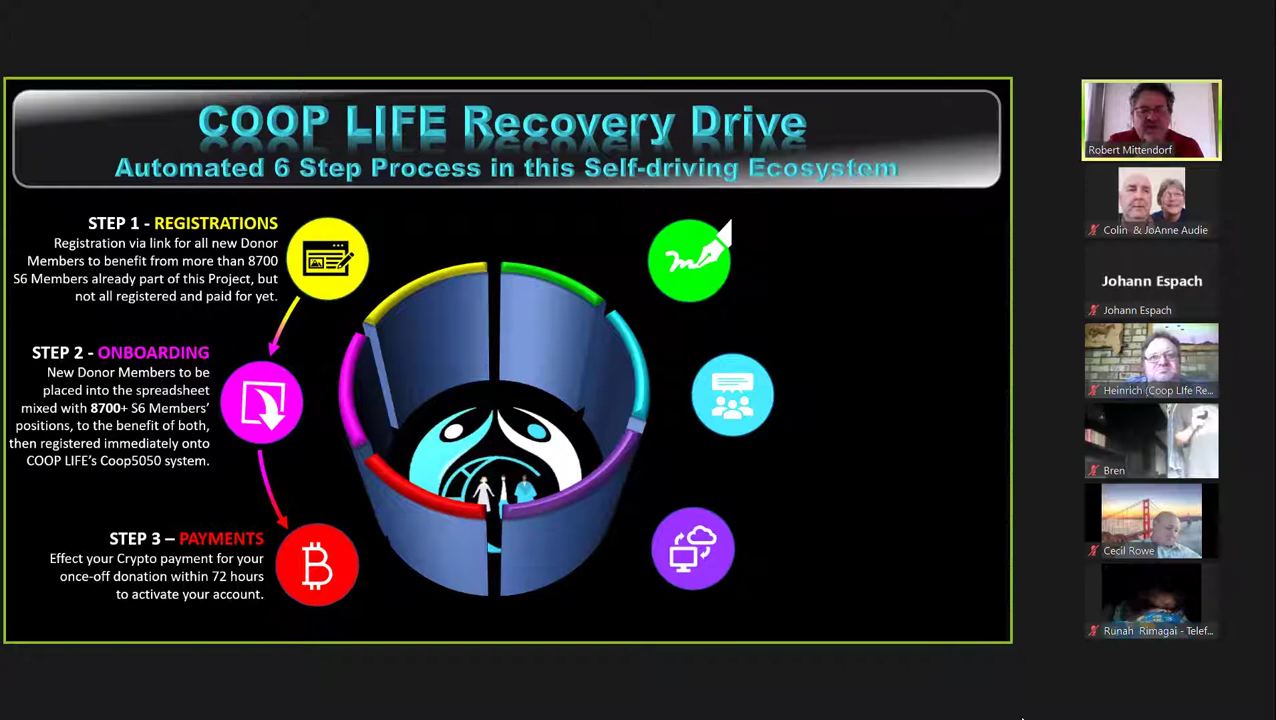 COOP LIFE Recovery Drive
Automated 6 Step Process in this Self-driving Ecosystem
STEP 1 - REGISTRATIONS
Registration via link for all new Donor
Members to benefit from more than 8700
S6 Members already part of this Project, but
not all registered and paid for yet.
STEP 2 - ONBOARDING
New Donor Members to be
placed into the spreadsheet
mixed with 8700+ S6 Members’
positions, to the benefit of both,
then registered immediately onto
COOP LIFE’s Coop5050 system.
STEP 3 – PAYMENTS
Effect your Crypto payment for your
once-off donation within 72 hours
to activate your account.
Robert Mittendorf
Colin & JoAnne Audie
Johann Espach
Johann Espach
Heinrich (Coop LIfe Re...
Bren
Cecil Rowe
Runah Rimagai - Telef...